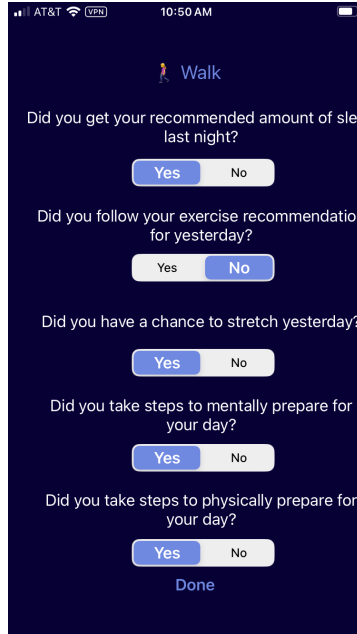 AT&T VPN 10:50 AM
Walk
Did you get your recommended amount of sle
last night?
Yes No
Did you follow your exercise recommendatio
for yesterday?
Yes No
Did you have a chance to stretch yesterday?
Yes No
Did you take steps to mentally prepare for
your day?
Yes No
Did you take steps to physically prepare for
your day?
Yes No
Done